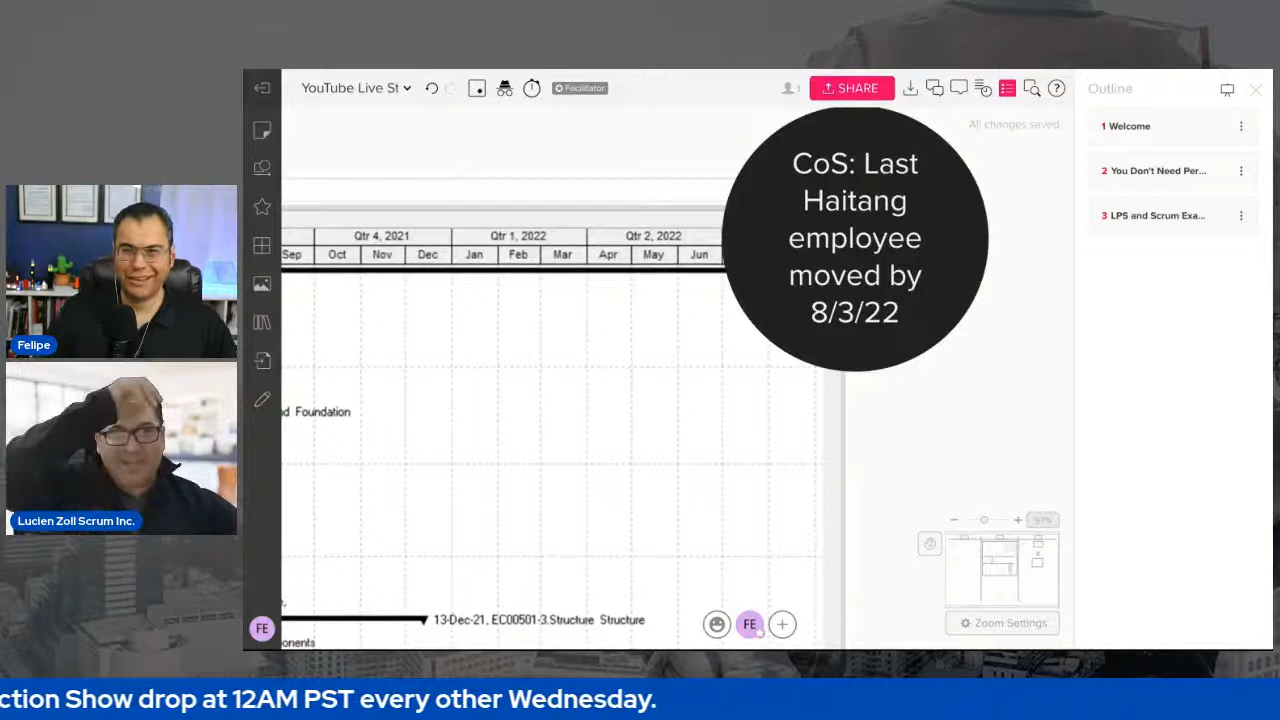 YouTube Live St
Facilitator
1
SHARE
?
Outline
All changes saved
1 Welcome
2 You Don't Need Per...
3 LPS and Scrum Exa...
CoS: Last
Haitang
employee
moved by
8/3/22
Qtr 4, 2021
Qtr 1, 2022
Qtr 2, 2022
Sep
Oct
Nov
Dec
Jan
Feb
Mar
Apr
May
Jun
d Foundation
13-Dec-21, EC00501-3.Structure Structure
onents
Felipe
Lucien Zoll Scrum Inc.
FE
FE
Zoom Settings
ction Show drop at 12AM PST every other Wednesday.